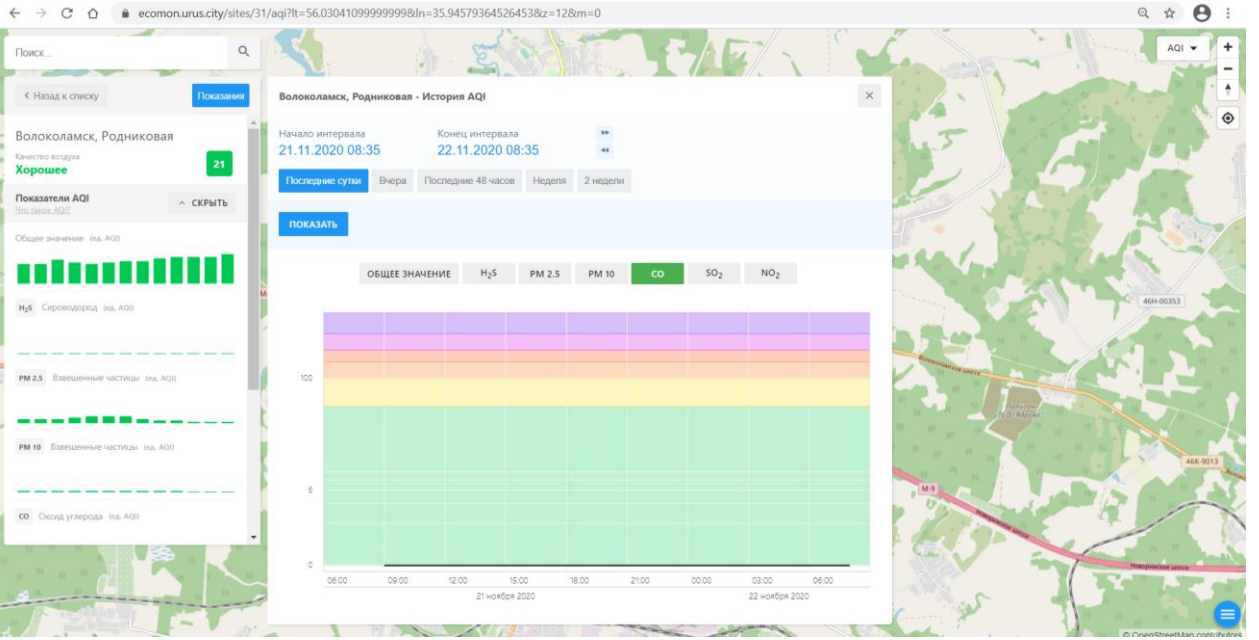 ecomon.urus.city/sites/31/aqi?lt=56.03041099999999&ln=35.94579364526453&z=12&m=0
Поиск...
AQI
Назад к списку
Показания
Волоколамск, Родниковая
Качество воздуха
Хорошее
21
Показатели AQI
Что такое AQI?
СКРЫТЬ
Общее значение (ед. AQI)
H₂S Сероводород (ед. AQI)
PM 2.5 Взвешенные частицы (ед. AQI)
PM 10 Взвешенные частицы (ед. AQI)
CO Оксид углерода (ед. AQI)
Волоколамск, Родниковая - История AQI
Начало интервала
21.11.2020 08:35
Конец интервала
22.11.2020 08:35
Последние сутки Вчера Последние 48 часов Неделя 2 недели
ПОКАЗАТЬ
ОБЩЕЕ ЗНАЧЕНИЕ H₂S PM 2.5 PM 10 CO SO₂ NO₂
100
6
0
06:00 09:00 12:00 15:00 18:00 21:00 00:00 03:00 06:00
21 ноября 2020 22 ноября 2020
46Н-00353
Волоколамское шоссе
Полигон
46К-9013
М-9
Новорижское шоссе
Новорижское шоссе
© OpenStreetMap contributors